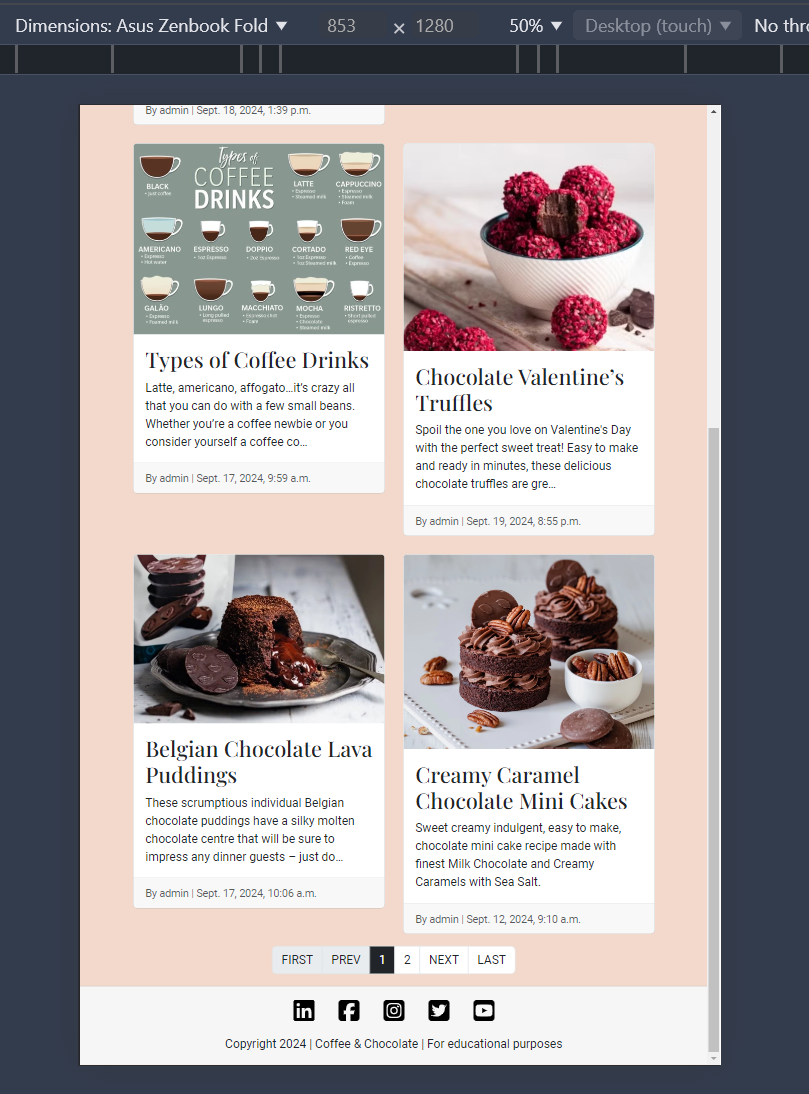 Dimensions: Asus Zenbook Fold ▼ 853 × 1280 50% ▼ Desktop (touch) ▼ No thro
By admin | Sept. 18, 2024, 1:39 p.m.
Types of
COFFEE
DRINKS
BLACK
• Just coffee
LATTE
• Espresso
• Steamed milk
CAPPUCCINO
• Espresso
• Steamed milk
• Foam
AMERICANO
• Espresso
• Hot water
ESPRESSO
• 1oz Espresso
DOPPIO
• 2oz Espresso
CORTADO
• 1oz Espresso
• 1oz Steamed milk
RED EYE
• Coffee
• Espresso
GALÃO
• Espresso
• Foamed milk
LUNGO
• Long pulled
espresso
MACCHIATO
• Espresso shot
• Foam
MOCHA
• Espresso
• Chocolate
• Steamed milk
RISTRETTO
• Short pulled
espresso
Types of Coffee Drinks
Latte, americano, affogato…it’s crazy all
that you can do with a few small beans.
Whether you’re a coffee newbie or you
consider yourself a coffee co…
By admin | Sept. 17, 2024, 9:59 a.m.
Chocolate Valentine’s
Truffles
Spoil the one you love on Valentine's Day
with the perfect sweet treat! Easy to make
and ready in minutes, these delicious
chocolate truffles are gre…
By admin | Sept. 19, 2024, 8:55 p.m.
Belgian Chocolate Lava
Puddings
These scrumptious individual Belgian
chocolate puddings have a silky molten
chocolate centre that will be sure to
impress any dinner guests – just do…
By admin | Sept. 17, 2024, 10:06 a.m.
Creamy Caramel
Chocolate Mini Cakes
Sweet creamy indulgent, easy to make,
chocolate mini cake recipe made with
finest Milk Chocolate and Creamy
Caramels with Sea Salt.
By admin | Sept. 12, 2024, 9:10 a.m.
FIRST PREV 1 2 NEXT LAST
Copyright 2024 | Coffee & Chocolate | For educational purposes